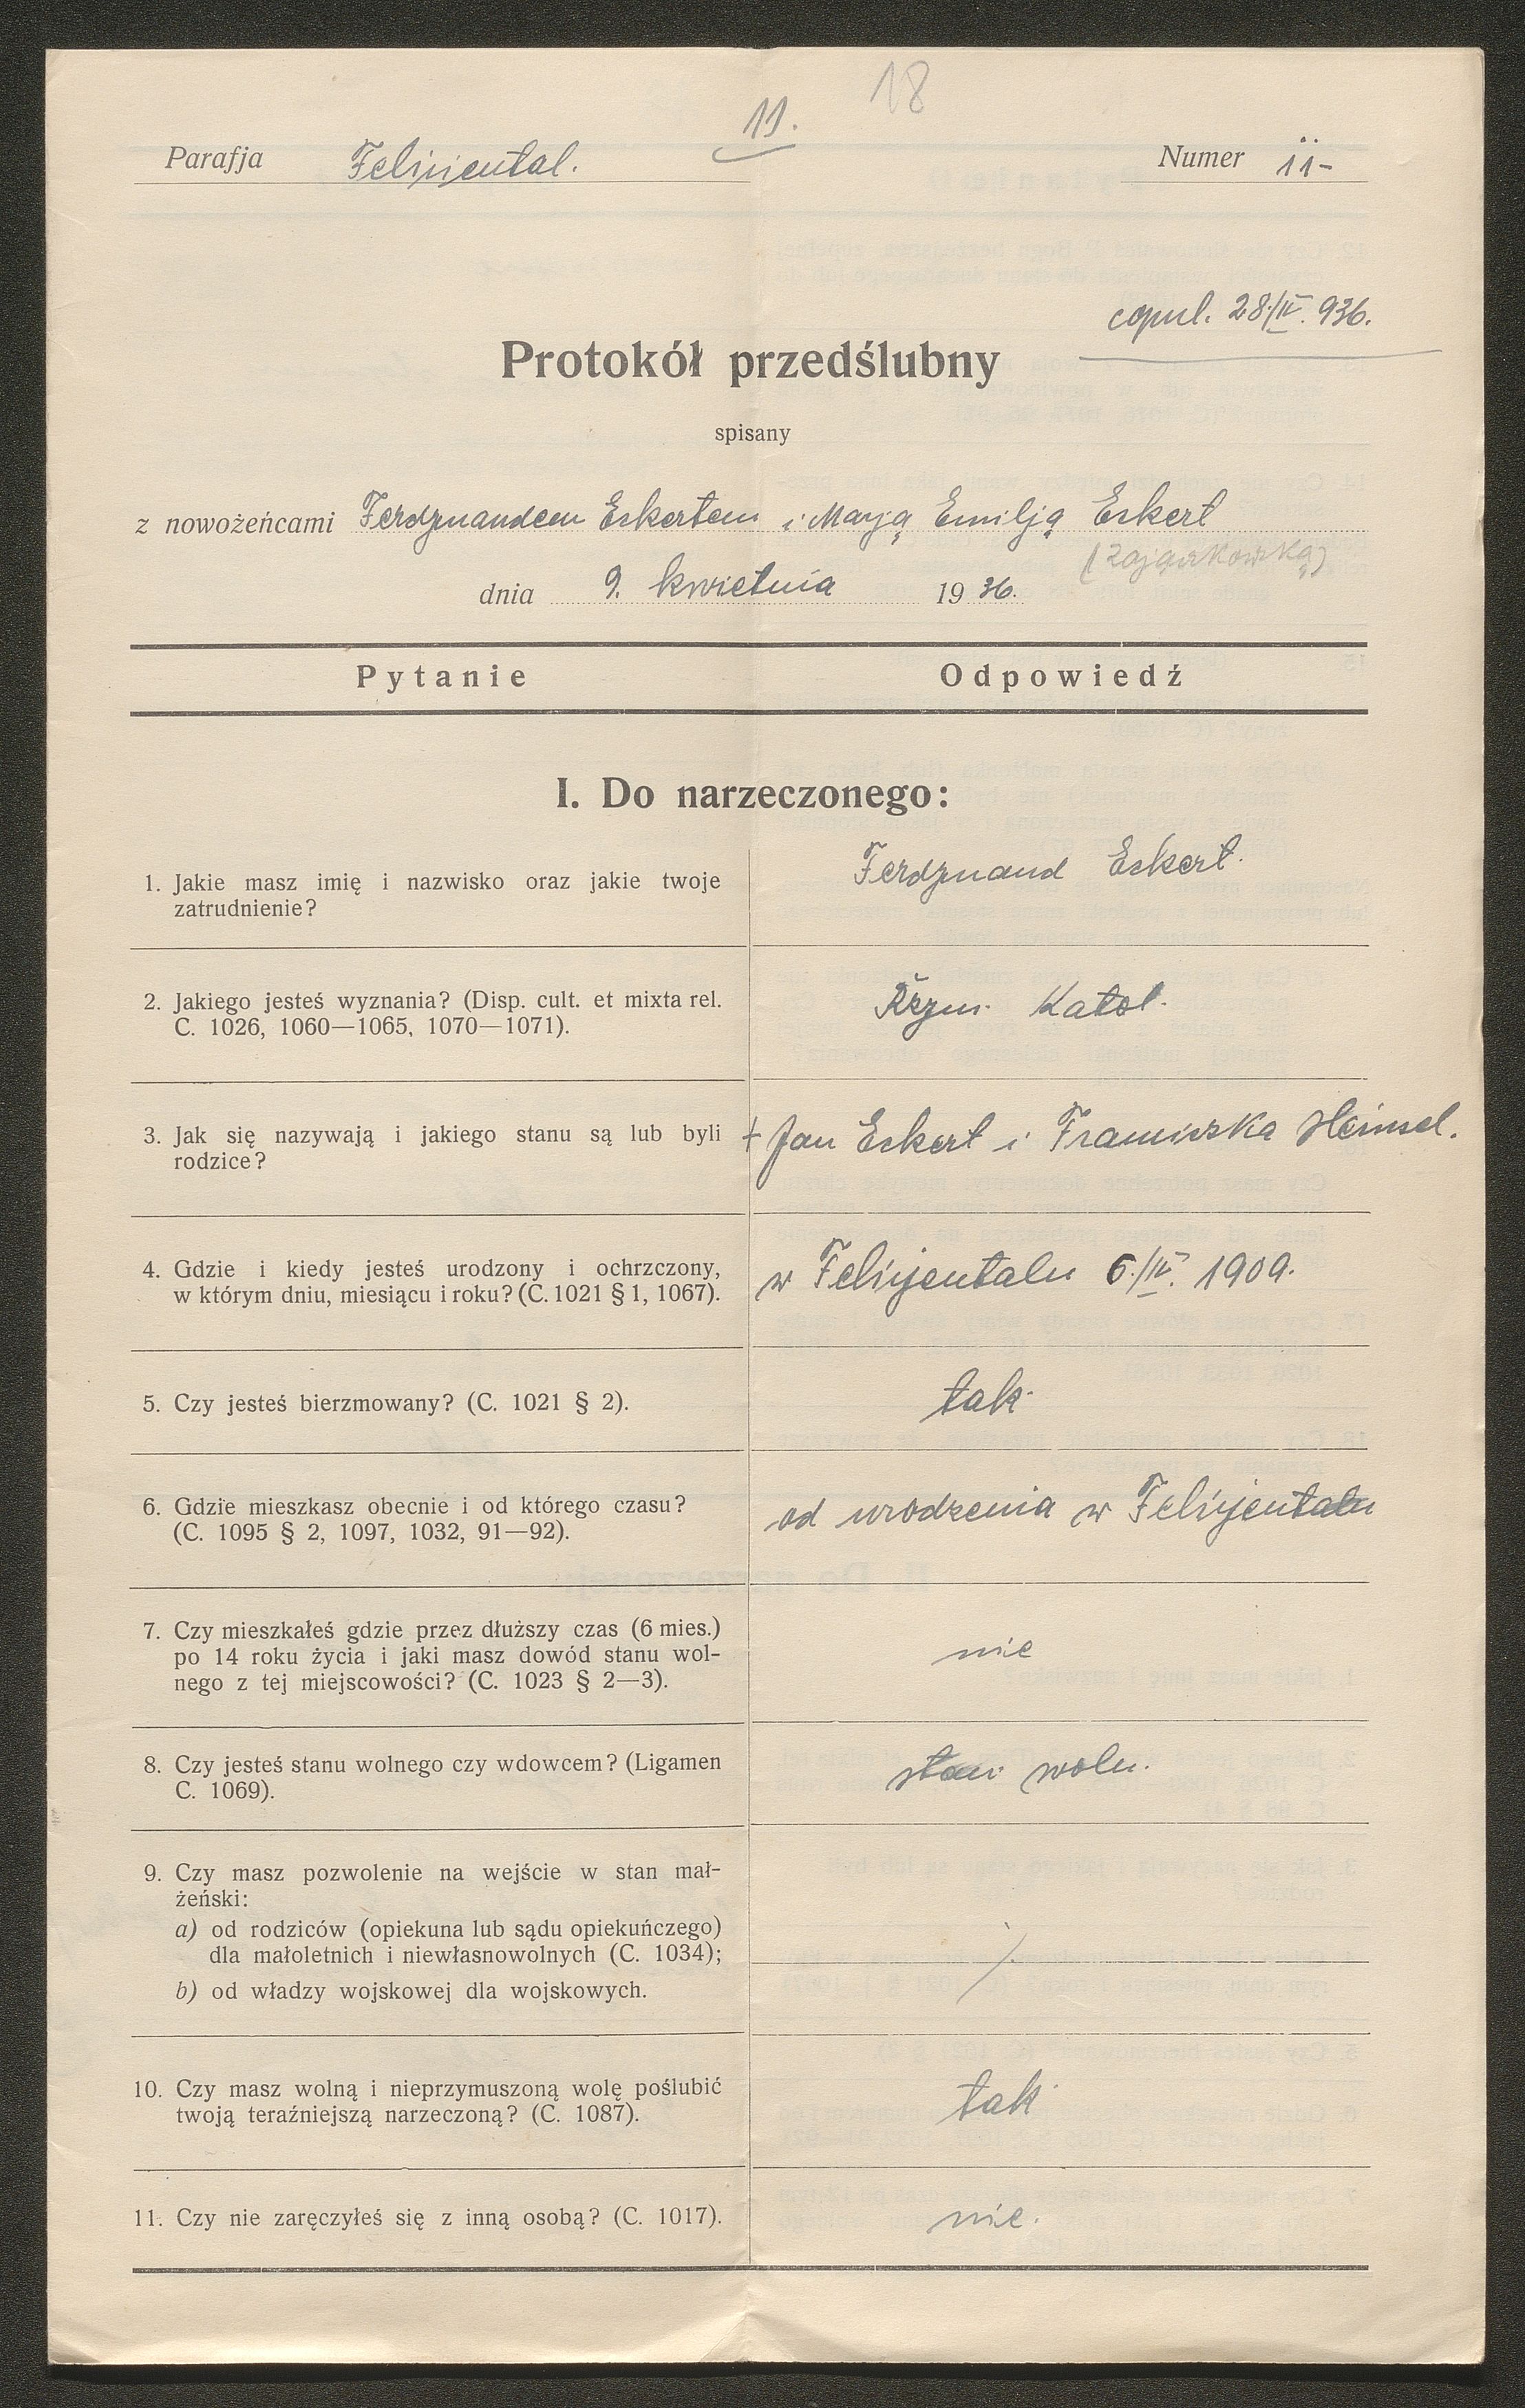 18
11.
Parafja Felicjental. Numer 11-
copul. 28./IV. 936.
Protokół przedślubny
spisany
z nowożeńcami Ferdynandem Eckertem i Marją Emilją Eckert
(Zajączkowską)
dnia 9. kwietnia 1936.
Pytanie Odpowiedź
I. Do narzeczonego:
1. Jakie masz imię i nazwisko oraz jakie twoje
zatrudnienie?
Ferdynand Eckert.
2. Jakiego jesteś wyznania? (Disp. cult. et mixta rel.
C. 1026, 1060—1065, 1070—1071).
Rzym. Katol.
3. Jak się nazywają i jakiego stanu są lub byli
rodzice?
+ Jan Eckert i Franciszka
4. Gdzie i kiedy jesteś urodzony i ochrzczony,
w którym dniu, miesiącu i roku? (C. 1021 § 1, 1067).
w Felicjentalu 6./IV. 1909.
5. Czy jesteś bierzmowany? (C. 1021 § 2).
tak
6. Gdzie mieszkasz obecnie i od którego czasu?
(C. 1095 § 2, 1097, 1032, 91—92).
od urodzenia w Felicjentalu
7. Czy mieszkałeś gdzie przez dłuższy czas (6 mies.)
po 14 roku życia i jaki masz dowód stanu wol-
nego z tej miejscowości? (C. 1023 § 2—3).
nie
8. Czy jesteś stanu wolnego czy wdowcem? (Ligamen
C. 1069).
stan woln.
9. Czy masz pozwolenie na wejście w stan mał-
żeński:
a) od rodziców (opiekuna lub sądu opiekuńczego)
dla małoletnich i niewłasnowolnych (C. 1034);
b) od władzy wojskowej dla wojskowych.
10. Czy masz wolną i nieprzymuszoną wolę poślubić
twoją teraźniejszą narzeczoną? (C. 1087).
tak
11. Czy nie zaręczyłeś się z inną osobą? (C. 1017).
nie.